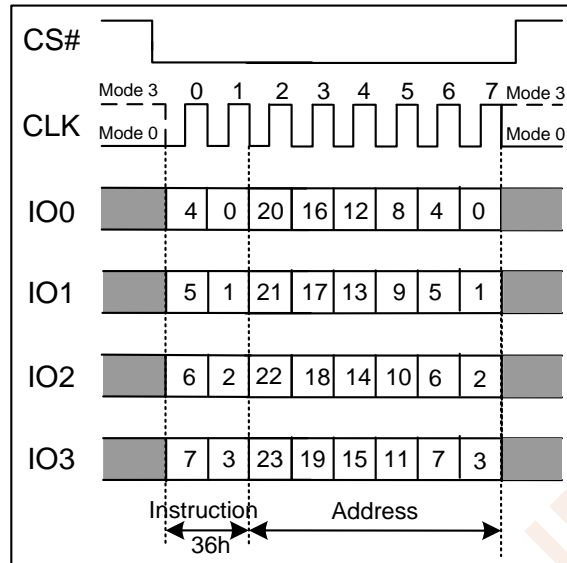 CS#
Mode 3 0 1 2 3 4 5 6 7 Mode 3
CLK
Mode 0 Mode 0
IO0 4 0 20 16 12 8 4 0
IO1 5 1 21 17 13 9 5 1
IO2 6 2 22 18 14 10 6 2
IO3 7 3 23 19 15 11 7 3
Instruction Address
36h